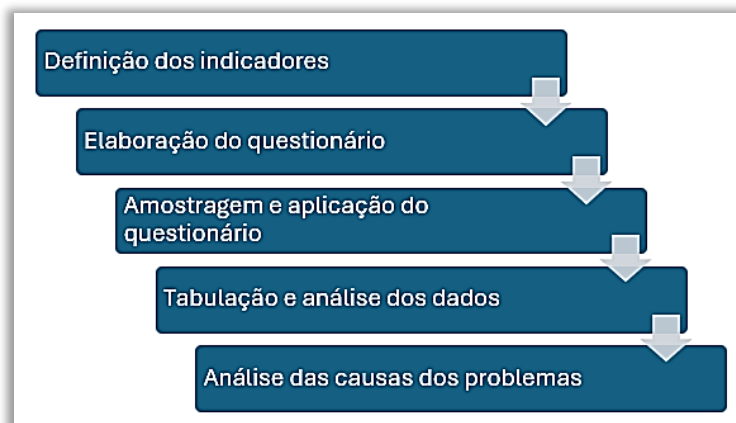 Definição dos indicadores
Elaboração do questionário
Amostragem e aplicação do
questionário
Tabulação e análise dos dados
Análise das causas dos problemas